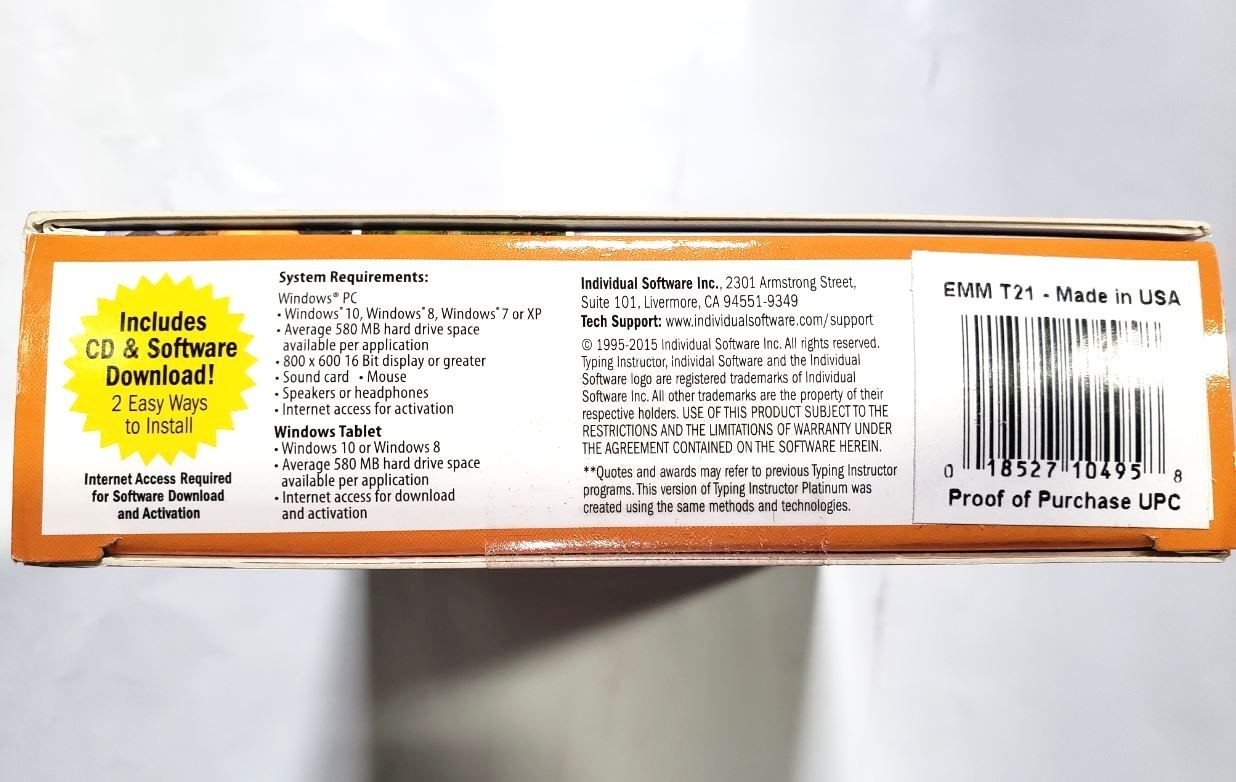 Includes
CD & Software
Download!
2 Easy Ways
to Install
Internet Access Required
for Software Download
and Activation
System Requirements:
Windows® PC
• Windows® 10, Windows® 8, Windows® 7 or XP
• Average 580 MB hard drive space
available per application
• 800 x 600 16 Bit display or greater
• Sound card • Mouse
• Speakers or headphones
• Internet access for activation
Windows Tablet
• Windows 10 or Windows 8
• Average 580 MB hard drive space
available per application
• Internet access for download
and activation
Individual Software Inc., 2301 Armstrong Street,
Suite 101, Livermore, CA 94551-9349
Tech Support: www.individualsoftware.com/support
© 1995-2015 Individual Software Inc. All rights reserved.
Typing Instructor, Individal Software and the Individual
Software logo are registered trademarks of Individual
Software Inc. All other trademarks are the property of their
respective holders. USE OF THIS PRODUCT SUBJECT TO THE
RESTRICTIONS AND THE LIMITATIONS OF WARRANTY UNDER
THE AGREEMENT CONTAINED ON THE SOFTWARE HEREIN.
**Quotes and awards may refer to previous Typing Instructor
programs. This version of Typing Instructor Platinum was
created using the same methods and technologies.
EMM T21 - Made in USA
0 18527 10495 8
Proof of Purchase UPC